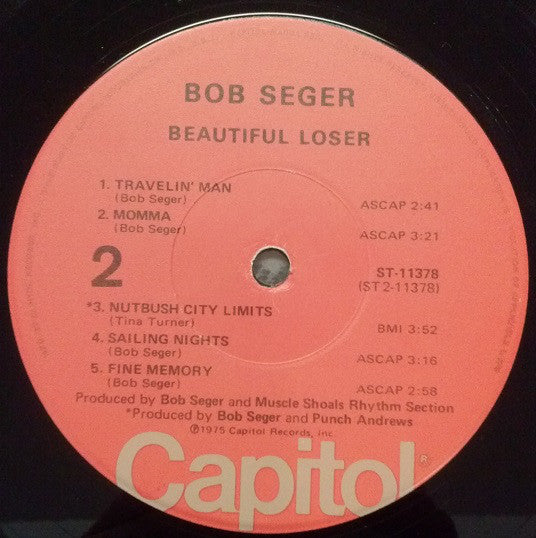 BOB SEGER
BEAUTIFUL LOSER
1. TRAVELIN' MAN
(Bob Seger)
ASCAP 2:41
2. MOMMA
(Bob Seger)
ASCAP 3:21
2
ST-11378
(ST 2-11378)
*3. NUTBUSH CITY LIMITS
(Tina Turner)
BMI 3:52
4. SAILING NIGHTS
(Bob Seger)
ASCAP 3:16
5. FINE MEMORY
(Bob Seger)
ASCAP 2:58
Produced by Bob Seger and Muscle Shoals Rhythm Section
*Produced by Bob Seger and Punch Andrews
℗1975 Capitol Records, Inc.
Capitol®